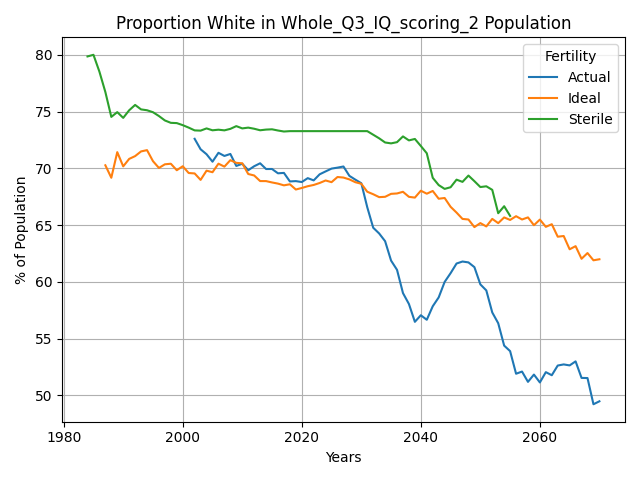 Proportion White in Whole_Q3_IQ_scoring_2 Population
Fertility
Actual
Ideal
Sterile
% of Population
80
75
70
65
60
55
50
1980
2000
2020
2040
2060
Years